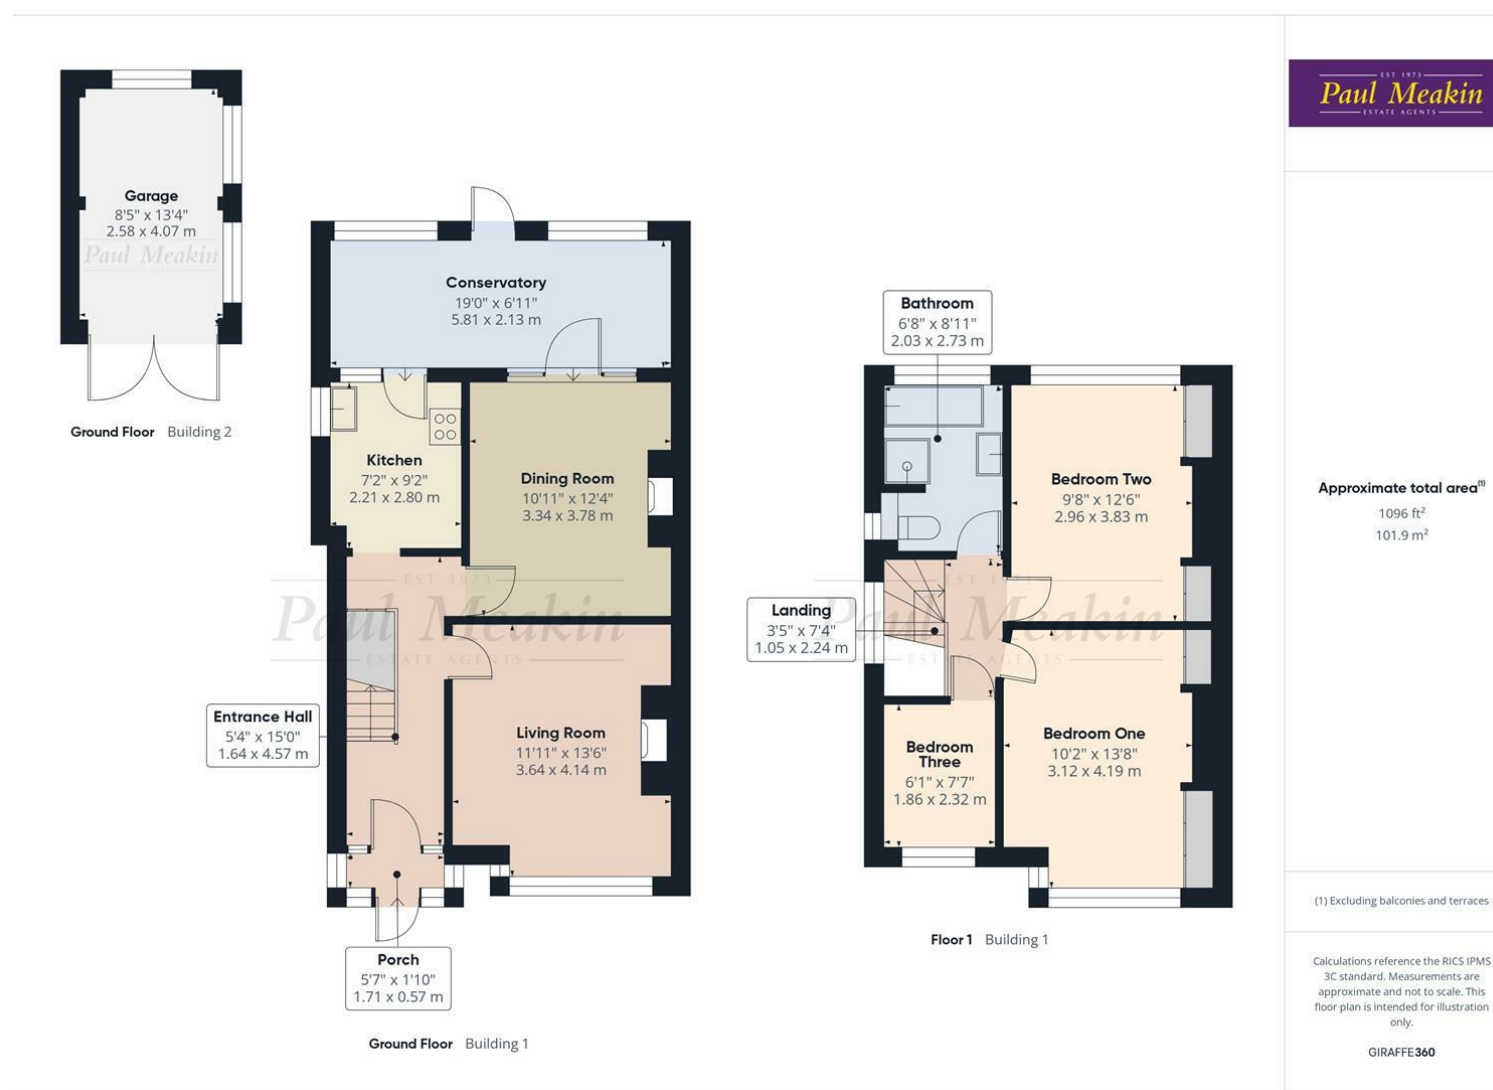 Garage
8'5" x 13'4"
2.58 x 4.07 m
Paul Meakin
Ground Floor Building 2
Conservatory
19'0" x 6'11"
5.81 x 2.13 m
Kitchen
7'2" x 9'2"
2.21 x 2.80 m
Dining Room
10'11" x 12'4"
3.34 x 3.78 m
EST 1973
Paul Meakin
ESTATE AGENTS
Entrance Hall
5'4" x 15'0"
1.64 x 4.57 m
Living Room
11'11" x 13'6"
3.64 x 4.14 m
Porch
5'7" x 1'10"
1.71 x 0.57 m
Ground Floor Building 1
Bathroom
6'8" x 8'11"
2.03 x 2.73 m
Bedroom Two
9'8" x 12'6"
2.96 x 3.83 m
EST 1973
Paul Meakin
ESTATE AGENTS
Landing
3'5" x 7'4"
1.05 x 2.24 m
Bedroom One
10'2" x 13'8"
3.12 x 4.19 m
Bedroom
Three
6'1" x 7'7"
1.86 x 2.32 m
Floor 1 Building 1
EST 1973
Paul Meakin
ESTATE AGENTS
Approximate total area(1)
1096 ft²
101.9 m²
(1) Excluding balconies and terraces
Calculations reference the RICS IPMS
3C standard. Measurements are
approximate and not to scale. This
floor plan is intended for illustration
only.
GIRAFFE360